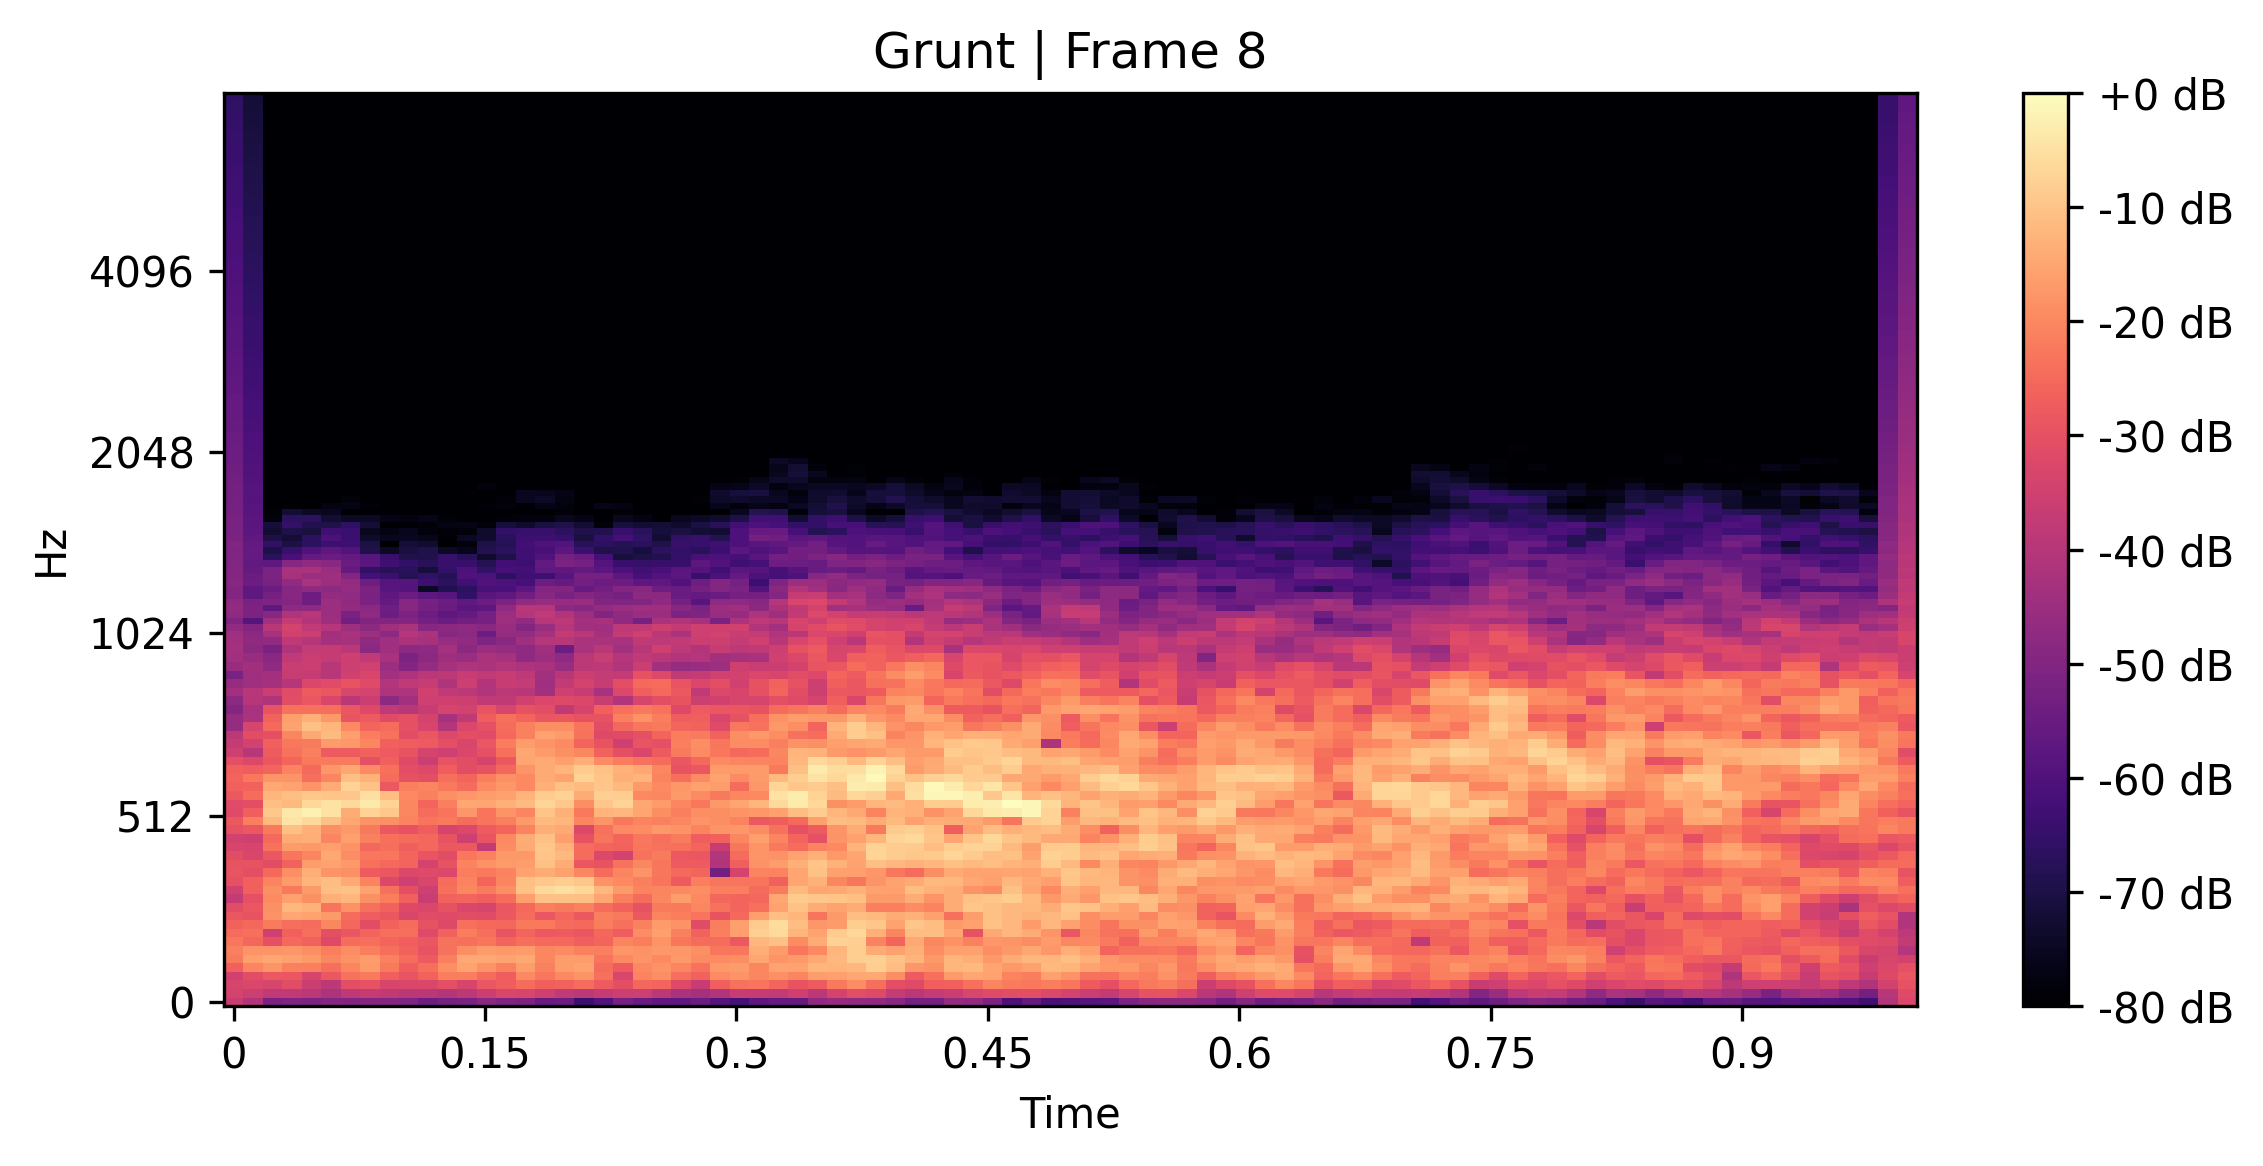 Grunt | Frame 8
Hz
4096
2048
1024
512
0
0 0.15 0.3 0.45 0.6 0.75 0.9
Time
+0 dB
-10 dB
-20 dB
-30 dB
-40 dB
-50 dB
-60 dB
-70 dB
-80 dB